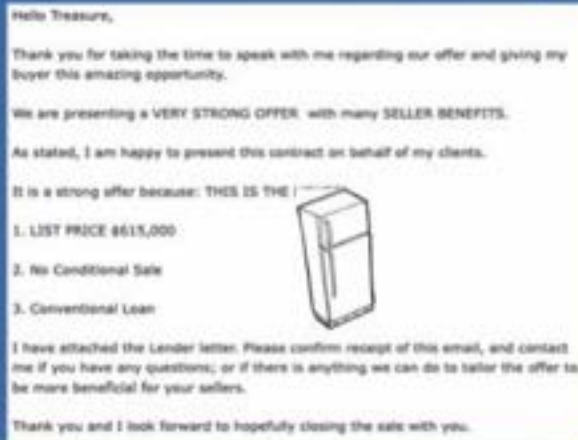 Hello Treasure,
Thank you for taking the time to speak with me regarding our offer and giving my
buyer this amazing opportunity.
We are presenting a VERY STRONG OFFER with many SELLER BENEFITS.
As stated, I am happy to present this contract on behalf of my clients.
It is a strong offer because: THIS IS THE
1. LIST PRICE $615,000
2. No Conditional Sale
3. Conventional Loan
I have attached the Lender letter. Please confirm receipt of this email, and contact
me if you have any questions; or if there is anything we can do to tailor the offer to
be more beneficial for your sellers.
Thank you and I look forward to hopefully closing the sale with you.